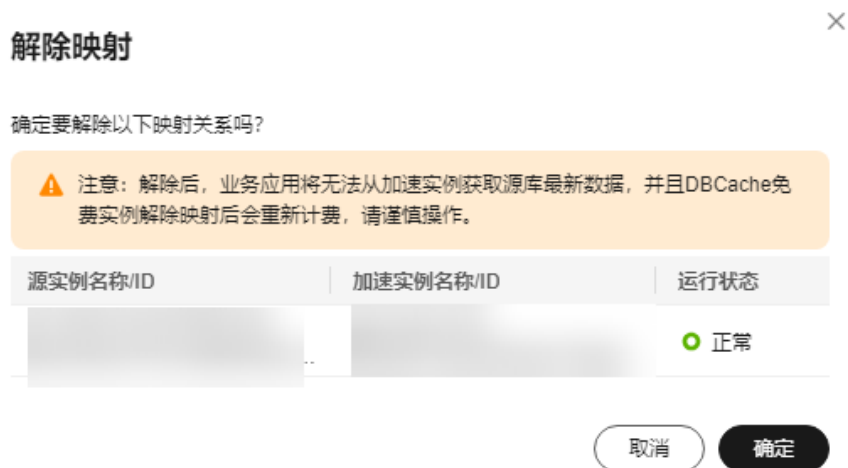 解除映射
确定要解除以下映射关系吗?
注意：解除后，业务应用将无法从加速实例获取源库最新数据，并且DBCache免
费实例解除映射后会重新计费，请谨慎操作。
源实例名称/ID 加速实例名称/ID 运行状态
.. 正常
取消 确定